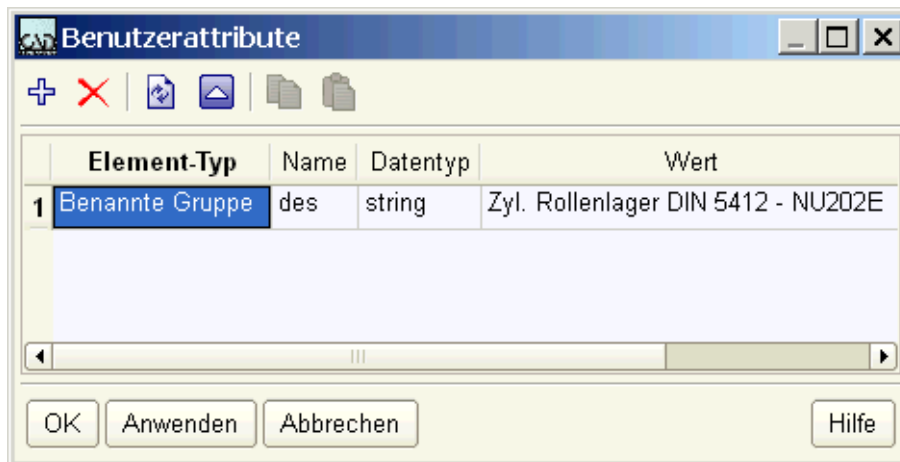 CAD
Benutzerattribute
Element-Typ Name Datentyp Wert
1 Benannte Gruppe des string Zyl. Rollenlager DIN 5412 - NU202E
OK Anwenden Abbrechen Hilfe